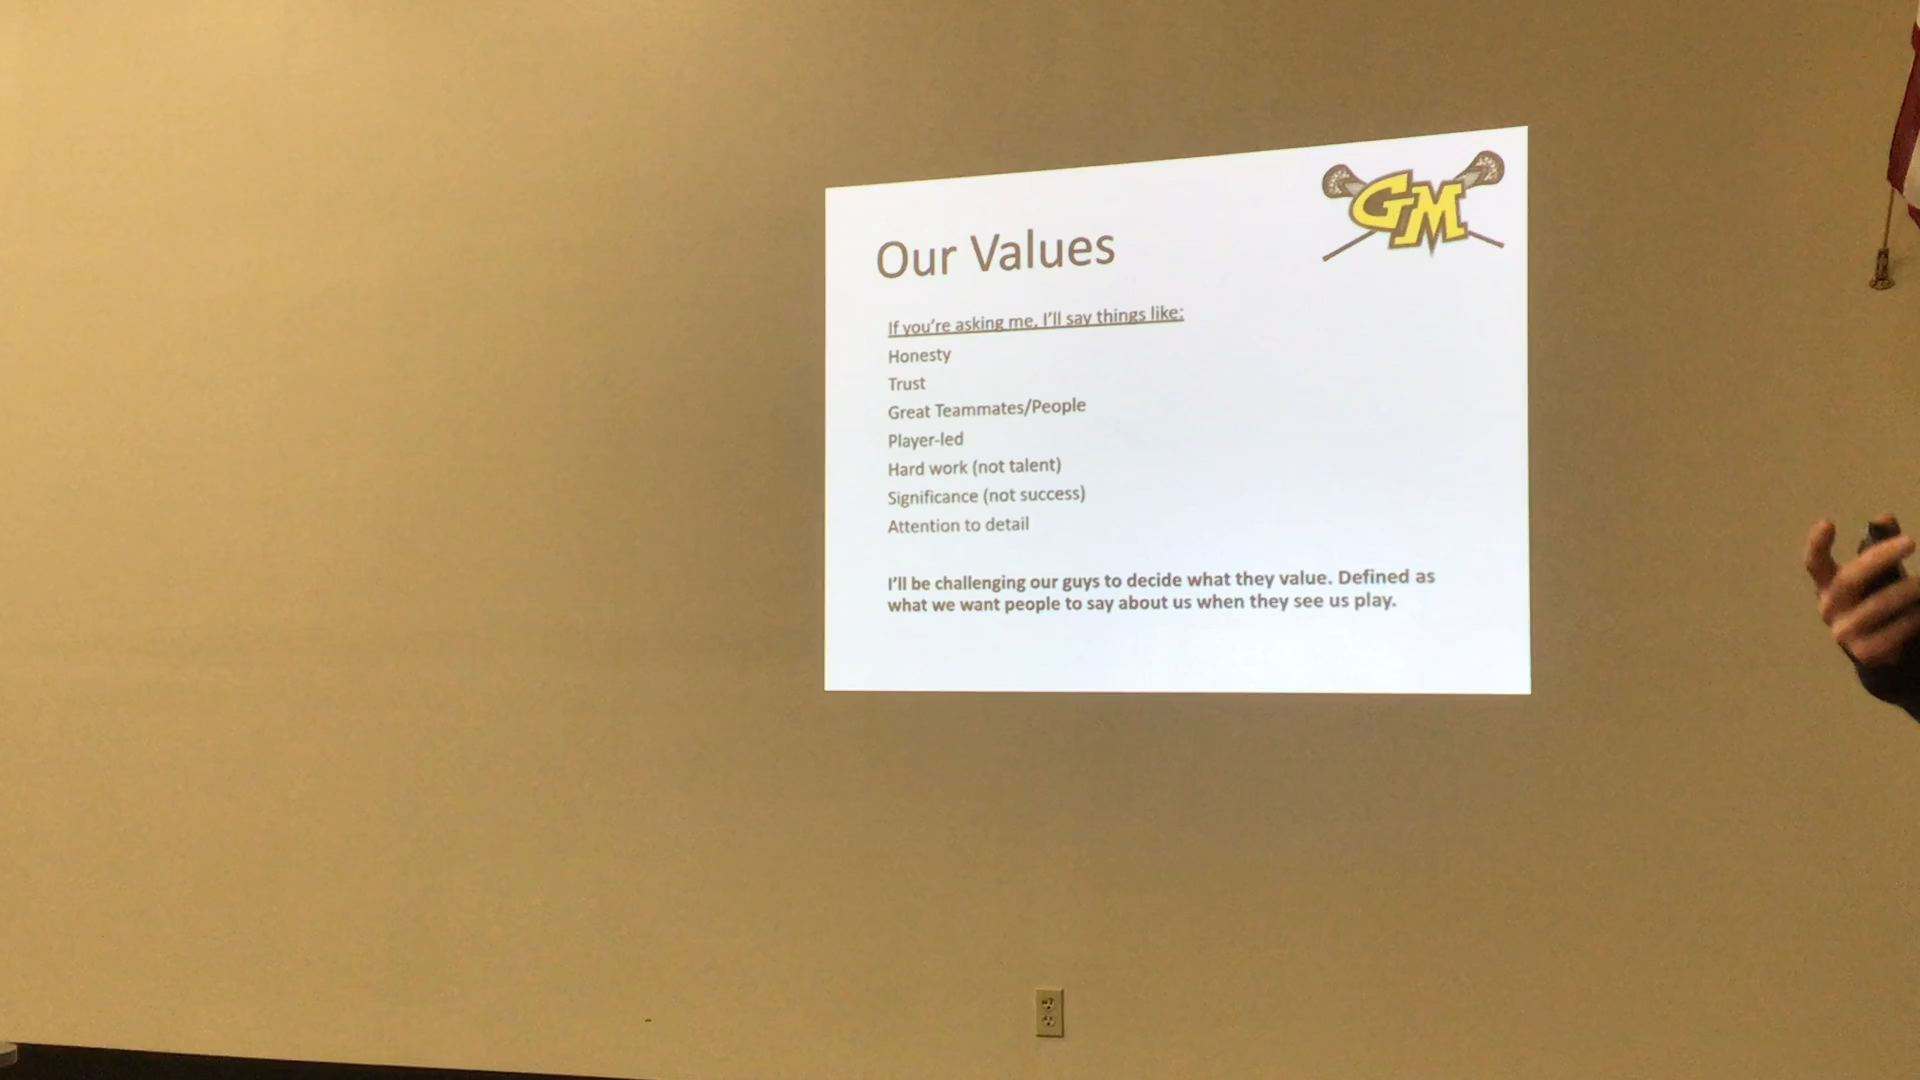 GM
Our Values
If you're asking me, I'll say things like:
Honesty
Trust
Great Teammates/People
Player-led
Hard work (not talent)
Significance (not success)
Attention to detail
I'll be challenging our guys to decide what they value. Defined as
what we want people to say about us when they see us play.